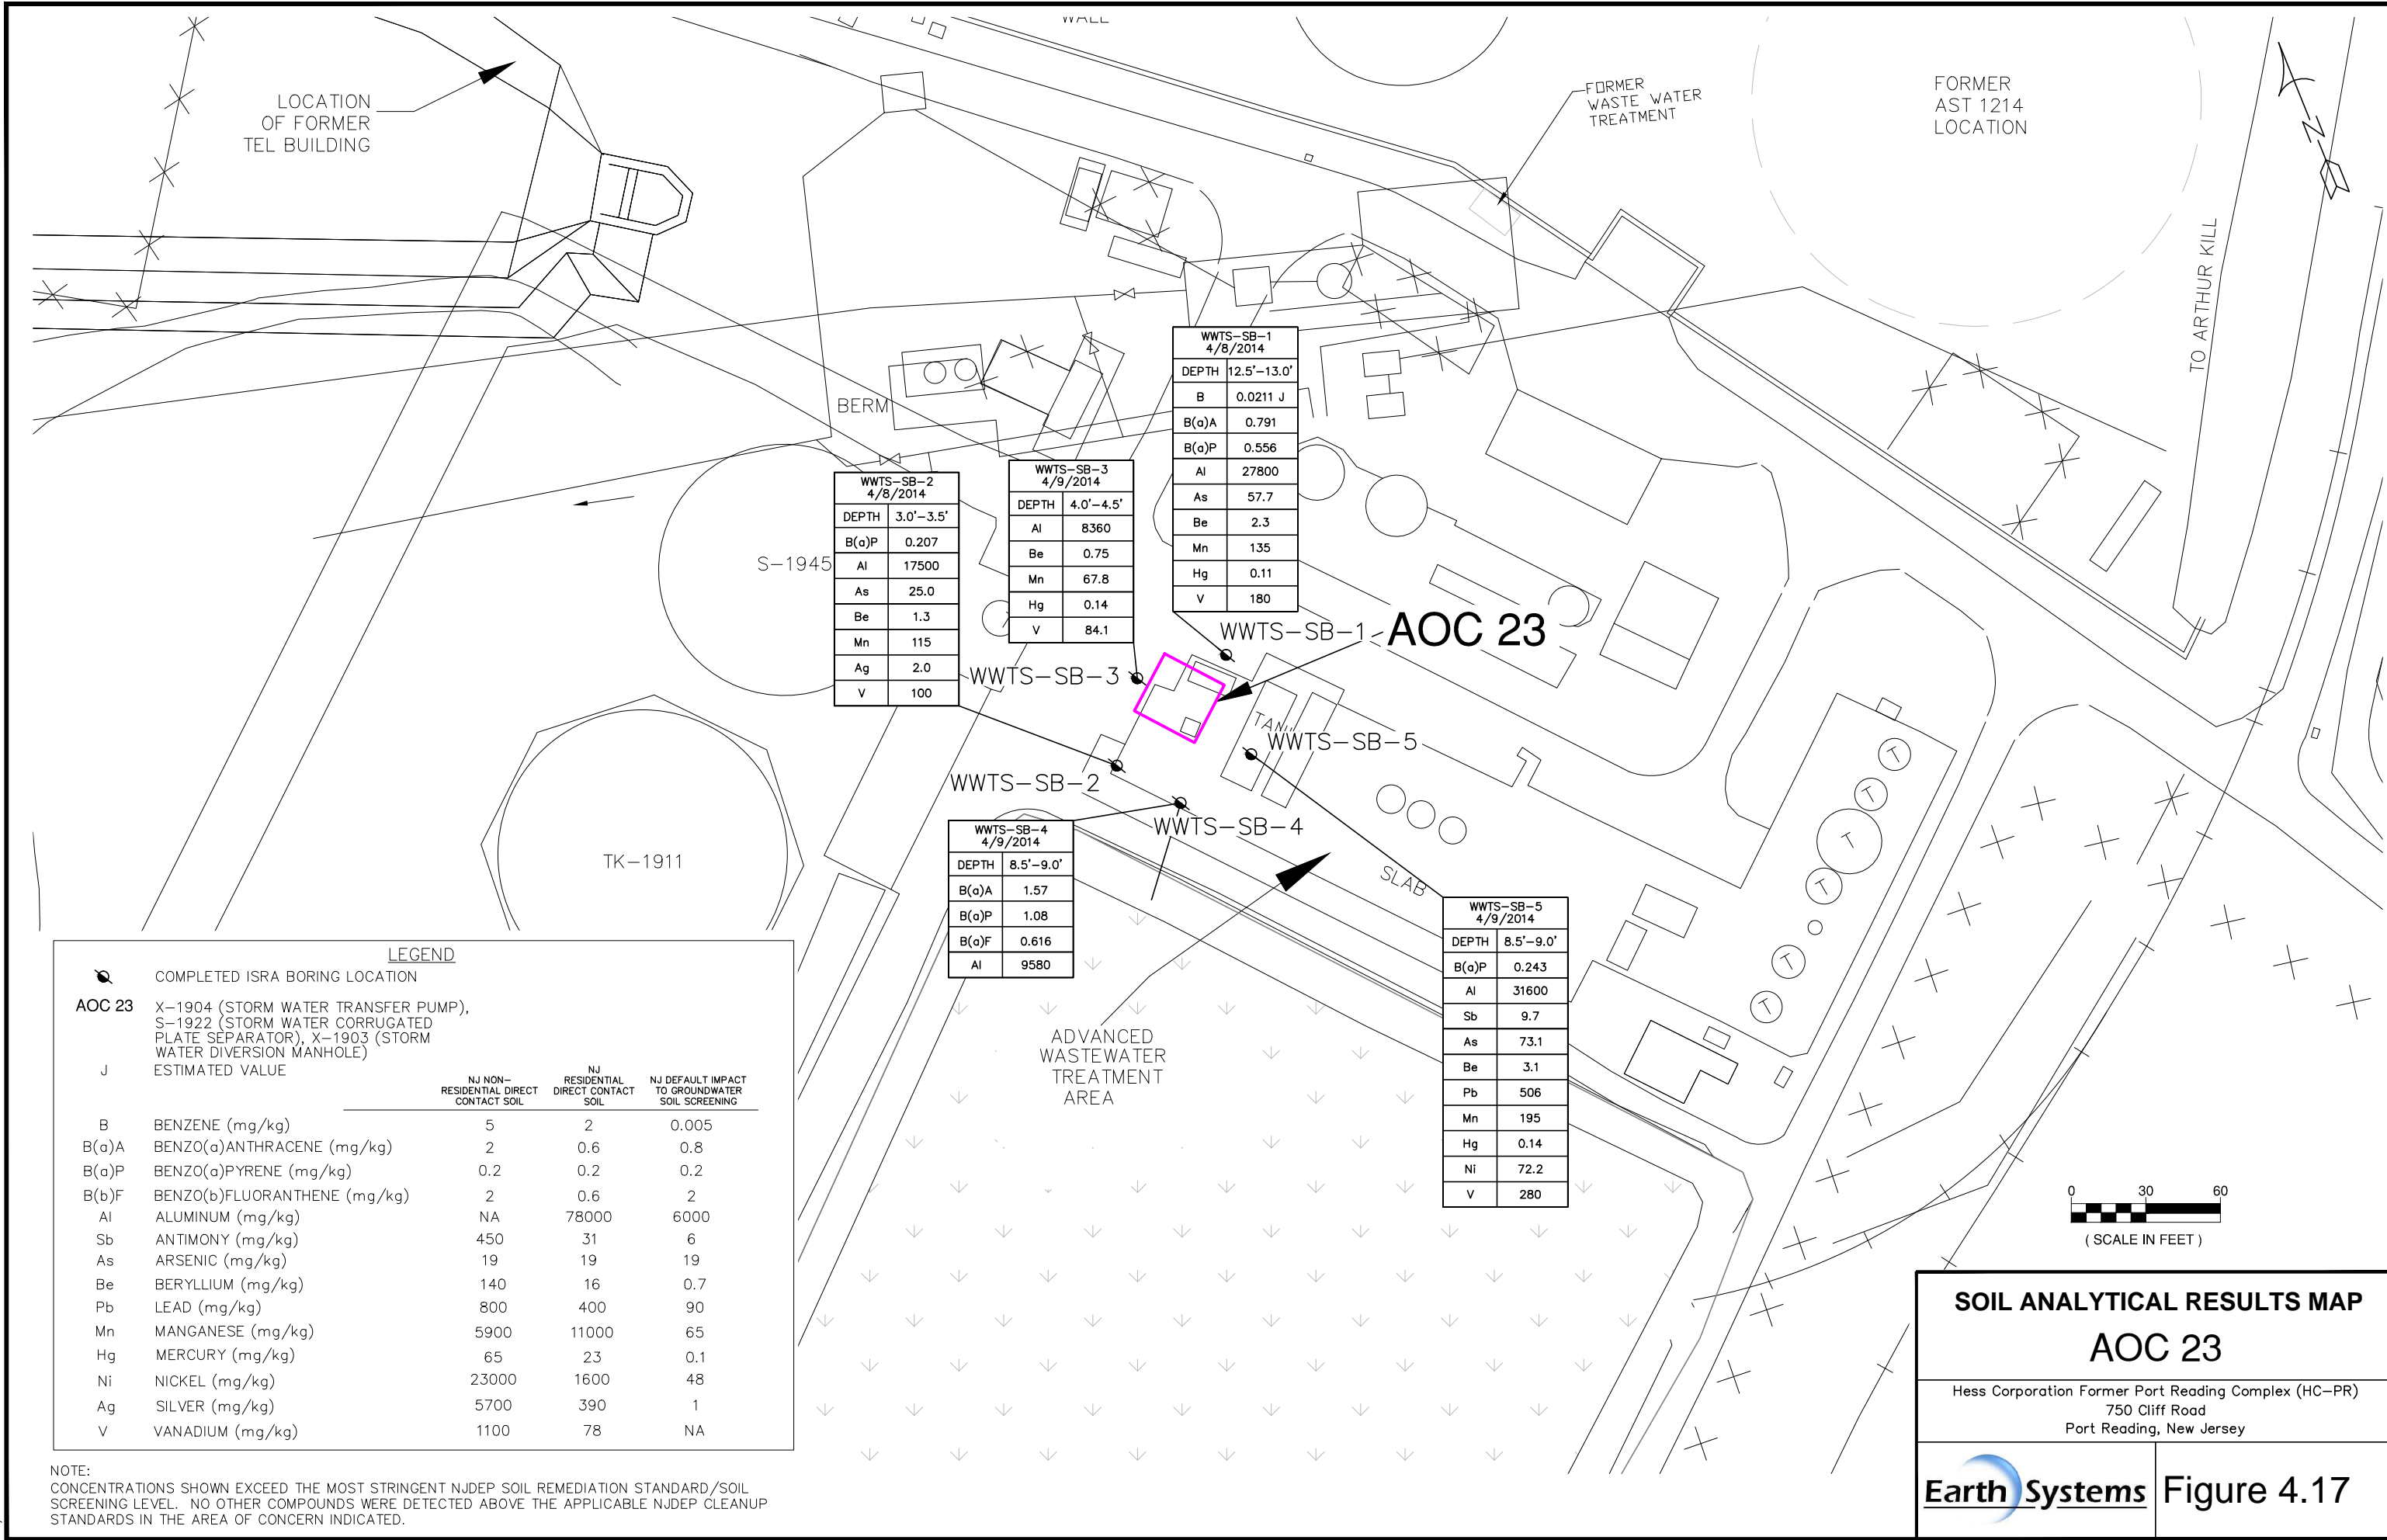 WALL
LOCATION
OF FORMER
TEL BUILDING
FORMER
WASTE WATER
TREATMENT
FORMER
AST 1214
LOCATION
N
TO ARTHUR KILL
BERM
S-1945
TK-1911
WWTS-SB-1
4/8/2014
DEPTH 12.5'-13.0'
B 0.0211 J
B(a)A 0.791
B(a)P 0.556
Al 27800
As 57.7
Be 2.3
Mn 135
Hg 0.11
V 180
WWTS-SB-3
4/9/2014
DEPTH 4.0'-4.5'
Al 8360
Be 0.75
Mn 67.8
Hg 0.14
V 84.1
WWTS-SB-2
4/8/2014
DEPTH 3.0'-3.5'
B(a)P 0.207
Al 17500
As 25.0
Be 1.3
Mn 115
Ag 2.0
V 100
WWTS-SB-1
AOC 23
WWTS-SB-3
TANK
WWTS-SB-5
WWTS-SB-2
WWTS-SB-4
SLAB
WWTS-SB-4
4/9/2014
DEPTH 8.5'-9.0'
B(a)A 1.57
B(a)P 1.08
B(a)F 0.616
Al 9580
WWTS-SB-5
4/9/2014
DEPTH 8.5'-9.0'
B(a)P 0.243
Al 31600
Sb 9.7
As 73.1
Be 3.1
Pb 506
Mn 195
Hg 0.14
Ni 72.2
V 280
ADVANCED
WASTEWATER
TREATMENT
AREA
T
T
T
T
T
T
LEGEND
COMPLETED ISRA BORING LOCATION
AOC 23 X-1904 (STORM WATER TRANSFER PUMP),
S-1922 (STORM WATER CORRUGATED
PLATE SEPARATOR), X-1903 (STORM
WATER DIVERSION MANHOLE)
J ESTIMATED VALUE
NJ NON-
RESIDENTIAL DIRECT
CONTACT SOIL
NJ
RESIDENTIAL
DIRECT CONTACT
SOIL
NJ DEFAULT IMPACT
TO GROUNDWATER
SOIL SCREENING
B BENZENE (mg/kg) 5 2 0.005
B(a)A BENZO(a)ANTHRACENE (mg/kg) 2 0.6 0.8
B(a)P BENZO(a)PYRENE (mg/kg) 0.2 0.2 0.2
B(b)F BENZO(b)FLUORANTHENE (mg/kg) 2 0.6 2
Al ALUMINUM (mg/kg) NA 78000 6000
Sb ANTIMONY (mg/kg) 450 31 6
As ARSENIC (mg/kg) 19 19 19
Be BERYLLIUM (mg/kg) 140 16 0.7
Pb LEAD (mg/kg) 800 400 90
Mn MANGANESE (mg/kg) 5900 11000 65
Hg MERCURY (mg/kg) 65 23 0.1
Ni NICKEL (mg/kg) 23000 1600 48
Ag SILVER (mg/kg) 5700 390 1
V VANADIUM (mg/kg) 1100 78 NA
NOTE:
CONCENTRATIONS SHOWN EXCEED THE MOST STRINGENT NJDEP SOIL REMEDIATION STANDARD/SOIL
SCREENING LEVEL. NO OTHER COMPOUNDS WERE DETECTED ABOVE THE APPLICABLE NJDEP CLEANUP
STANDARDS IN THE AREA OF CONCERN INDICATED.
0 30 60
( SCALE IN FEET )
SOIL ANALYTICAL RESULTS MAP
AOC 23
Hess Corporation Former Port Reading Complex (HC-PR)
750 Cliff Road
Port Reading, New Jersey
Earth Systems
Figure 4.17